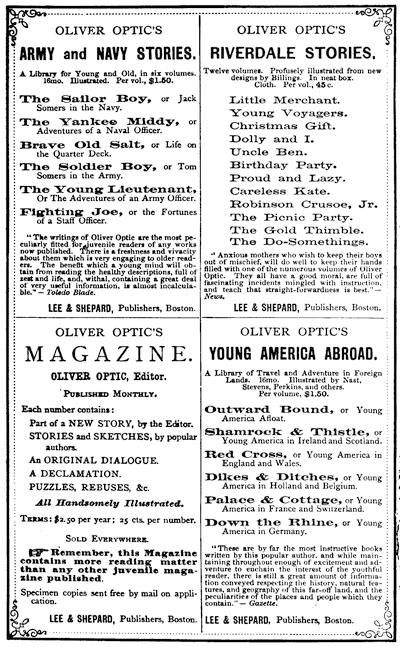 OLIVER OPTIC'S
ARMY and NAVY STORIES.
A Library for Young and Old, in six volumes.
16mo. Illustrated. Per vol., $1.50.
The Sailor Boy, or Jack
Somers in the Navy.
The Yankee Middy, or
Adventures of a Naval Officer.
Brave Old Salt, or Life on
the Quarter Deck.
The Soldier Boy, or Tom
Somers in the Army.
The Young Lieutenant,
Or The Adventures of an Army Officer.
Fighting Joe, or the Fortunes
of a Staff Officer.
"The writings of Oliver Optic are the most pe-
culiarly fitted for juvenile readers of any works
now published. There is a freshness and vivacity
about them which is very engaging to older read-
ers. The benefit which a young mind will ob-
tain from reading the healthy descriptions, full of
zest and life, and, withal, containing a great deal
of very useful information, is almost incalcula-
ble."—Toledo Blade.
LEE & SHEPARD, Publishers, Boston.
OLIVER OPTIC'S
RIVERDALE STORIES.
Twelve volumes. Profusely illustrated from new
designs by Billings. In neat box.
Cloth. Per vol., 45 c.
Little Merchant.
Young Voyagers.
Christmas Gift.
Dolly and I.
Uncle Ben.
Birthday Party.
Proud and Lazy.
Careless Kate.
Robinson Crusoe, Jr.
The Picnic Party.
The Gold Thimble.
The Do-Somethings.
"Anxious mothers who wish to keep their boys
out of mischief, will do well to keep their hands
filled with one of the numerous volumes of Oliver
Optic. They all have a good moral, are full of
fascinating incidents mingled with instruction,
and teach that straight-forwardness is best."—
News.
LEE & SHEPARD, Publishers, Boston.
OLIVER OPTIC'S
MAGAZINE.
OLIVER OPTIC, Editor.
PUBLISHED MONTHLY.
Each number contains:
Part of a NEW STORY, by the Editor.
STORIES and SKETCHES, by popular
authors.
An ORIGINAL DIALOGUE.
A DECLAMATION.
PUZZLES, REBUSES, &c.
All Handsomely Illustrated.
TERMS: $2.50 per year; 25 cts. per number.
SOLD EVERYWHERE.
☞ Remember, this Magazine
contains more reading matter
than any other juvenile maga-
zine published.
Specimen copies sent free by mail on appli-
cation.
LEE & SHEPARD, Publishers, Boston.
OLIVER OPTIC'S
YOUNG AMERICA ABROAD.
A Library of Travel and Adventure in Foreign
Lands. 16mo. Illustrated by Nast,
Stevens, Perkins, and others.
Per volume, $1.50.
Outward Bound, or Young
America Afloat.
Shamrock & Thistle, or
Young America in Ireland and Scotland.
Red Cross, or Young America in
England and Wales.
Dikes & Ditches, or Young
America in Holland and Belgium.
Palace & Cottage, or Young
America in France and Switzerland.
Down the Rhine, or Young
America in Germany.
"These are by far the most instructive books
written by this popular author, and while main-
taining throughout enough of excitement and ad-
venture to enchain the interest of the youthful
reader, there is still a great amount of informa-
tion conveyed respecting the history, natural fea-
tures, and geography of this far-off land, and the
peculiarities of the places and people which they
contain."—Gazette.
LEE & SHEPARD, Publishers, Boston.